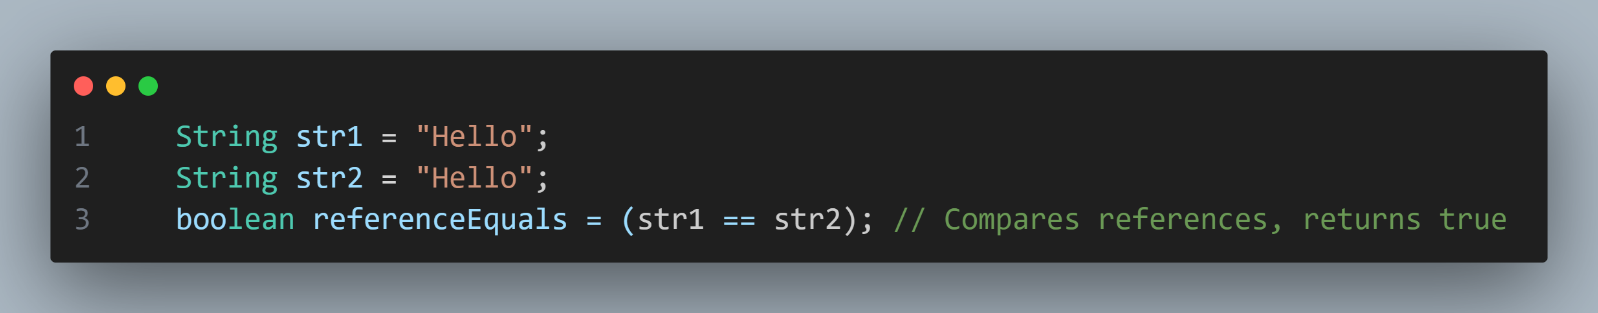 1 String str1 = "Hello";
2 String str2 = "Hello";
3 boolean referenceEquals = (str1 == str2); // Compares references, returns true